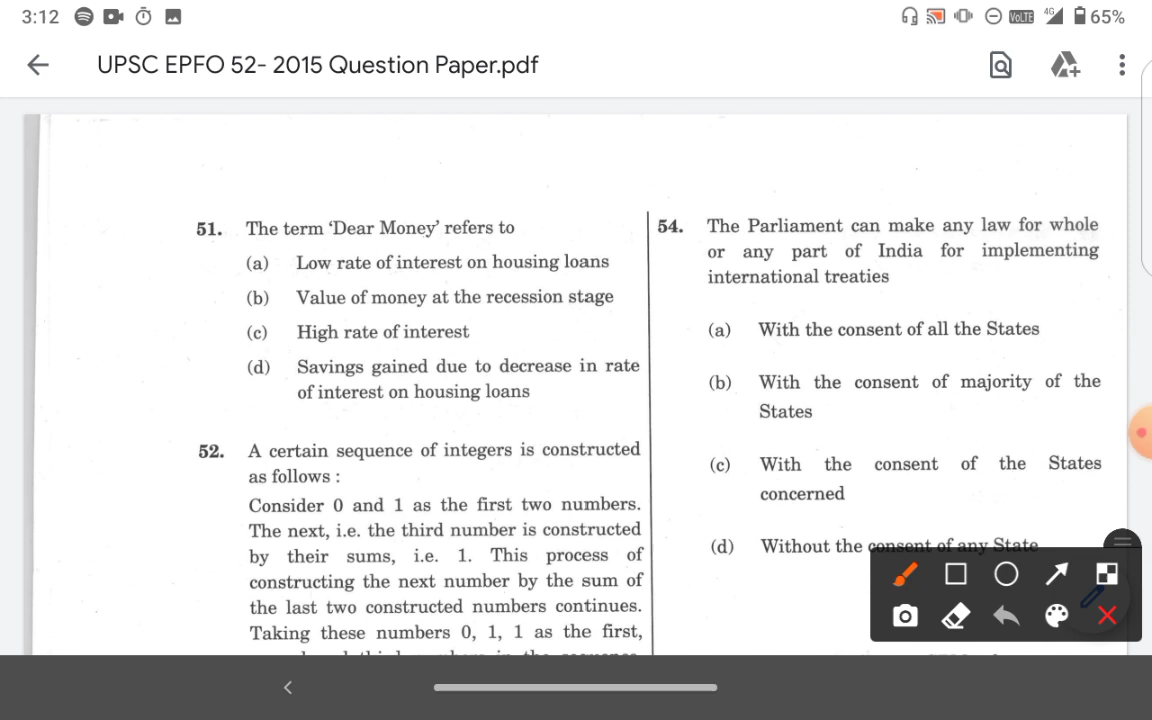 3:12
VoLTE 4G 65%
UPSC EPFO 52- 2015 Question Paper.pdf
51. The term ‘Dear Money’ refers to
(a) Low rate of interest on housing loans
(b) Value of money at the recession stage
(c) High rate of interest
(d) Savings gained due to decrease in rate
of interest on housing loans
52. A certain sequence of integers is constructed
as follows :
Consider 0 and 1 as the first two numbers.
The next, i.e. the third number is constructed
by their sums, i.e. 1. This process of
constructing the next number by the sum of
the last two constructed numbers continues.
Taking these numbers 0, 1, 1 as the first,
54. The Parliament can make any law for whole
or any part of India for implementing
international treaties
(a) With the consent of all the States
(b) With the consent of majority of the
States
(c) With the consent of the States
concerned
(d) Without the consent of any State